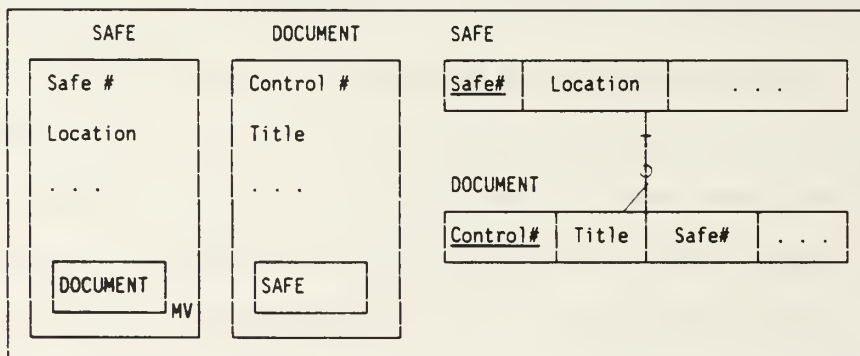 SAFE
Safe #
Location
. . .
DOCUMENT
MV
DOCUMENT
Control #
Title
. . .
SAFE
SAFE
Safe# Location . . .
DOCUMENT
Control# Title Safe# . . .